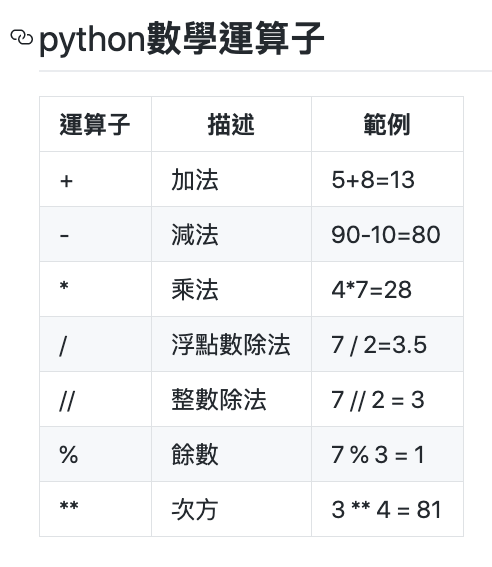 python數學運算子
運算子 描述 範例
+ 加法 5+8=13
- 減法 90-10=80
* 乘法 4*7=28
/ 浮點數除法 7 / 2=3.5
// 整數除法 7 // 2 = 3
% 餘數 7 % 3 = 1
** 次方 3 ** 4 = 81